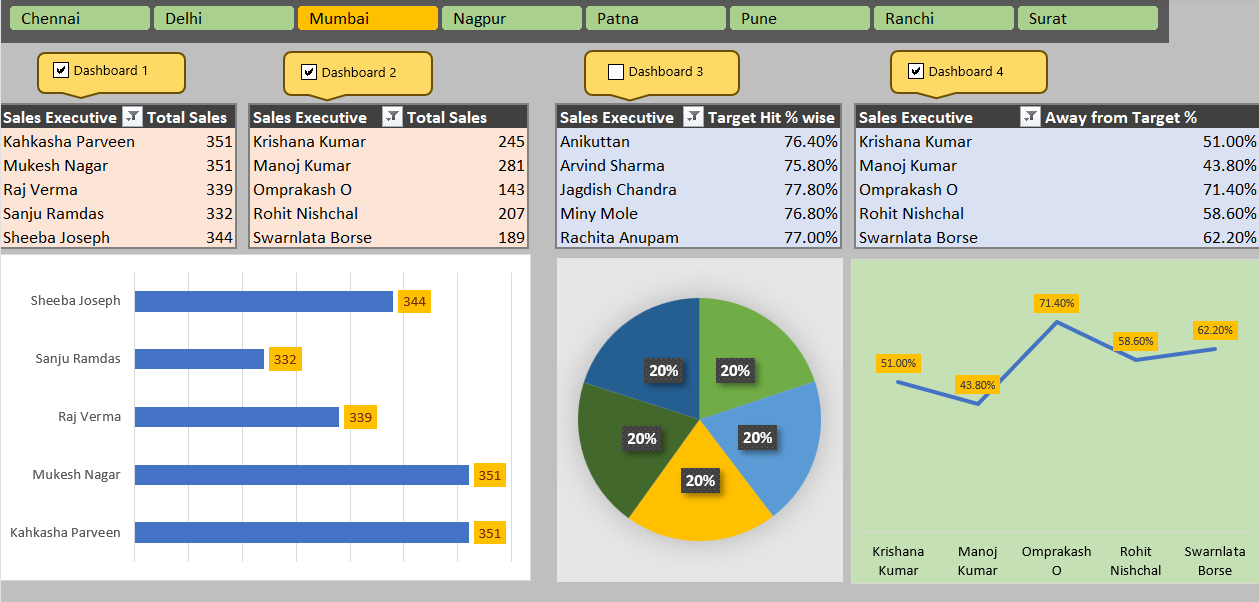 Chennai Delhi Mumbai Nagpur Patna Pune Ranchi Surat
Dashboard 1 Dashboard 2 Dashboard 3 Dashboard 4
Sales Executive Total Sales
Kahkasha Parveen 351
Mukesh Nagar 351
Raj Verma 339
Sanju Ramdas 332
Sheeba Joseph 344
Sales Executive Total Sales
Krishana Kumar 245
Manoj Kumar 281
Omprakash O 143
Rohit Nishchal 207
Swarnlata Borse 189
Sales Executive Target Hit % wise
Anikuttan 76.40%
Arvind Sharma 75.80%
Jagdish Chandra 77.80%
Miny Mole 76.80%
Rachita Anupam 77.00%
Sales Executive Away from Target %
Krishana Kumar 51.00%
Manoj Kumar 43.80%
Omprakash O 71.40%
Rohit Nishchal 58.60%
Swarnlata Borse 62.20%
Sheeba Joseph 344
Sanju Ramdas 332
Raj Verma 339
Mukesh Nagar 351
Kahkasha Parveen 351
20% 20%
20% 20%
20%
71.40%
62.20%
58.60%
51.00%
43.80%
Krishana Manoj Omprakash Rohit Swarnlata
Kumar Kumar O Nishchal Borse